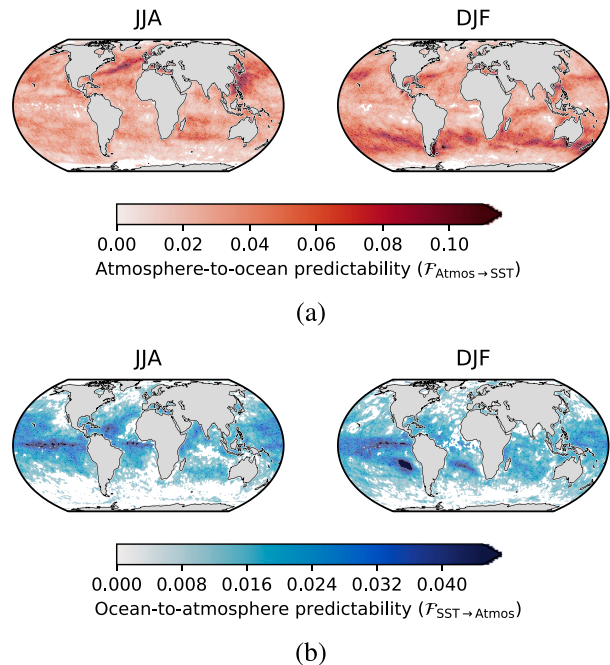 JJA DJF
0.00 0.02 0.04 0.06 0.08 0.10
Atmosphere-to-ocean predictability (ℱAtmos→SST)
(a)
JJA DJF
0.000 0.008 0.016 0.024 0.032 0.040
Ocean-to-atmosphere predictability (ℱSST→Atmos)
(b)